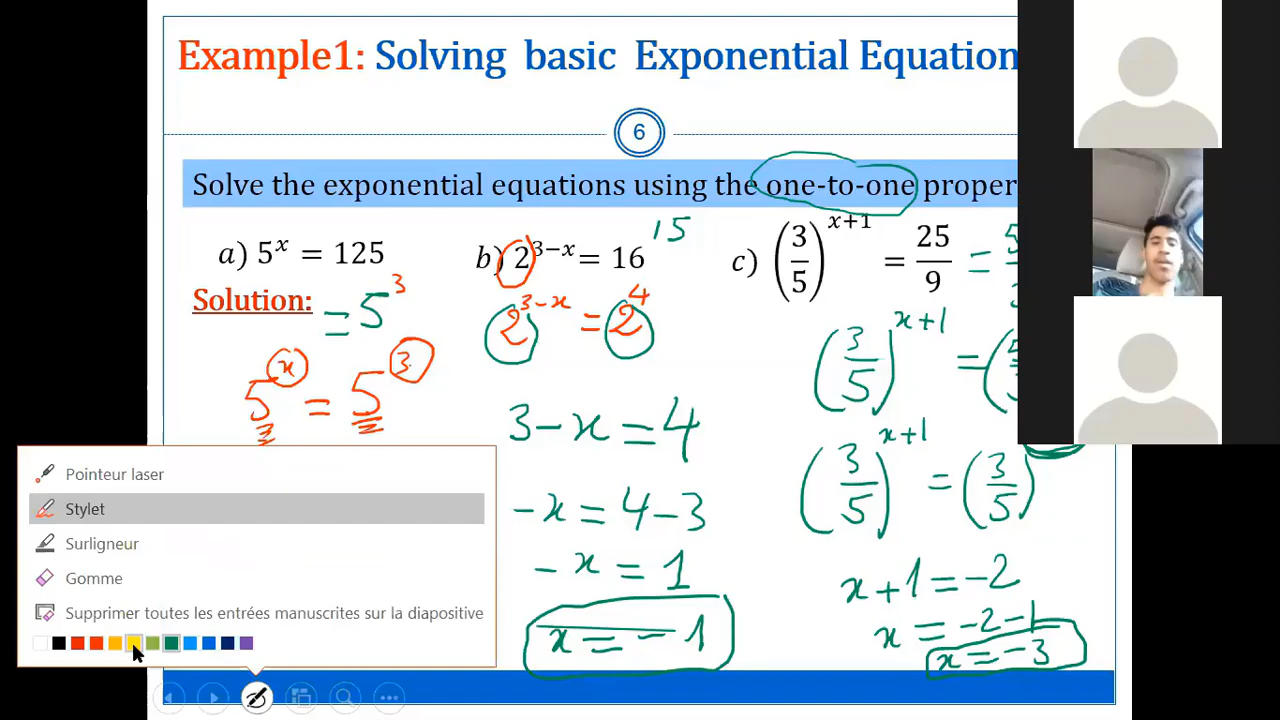 Example1: Solving basic Exponential Equation
6
Solve the exponential equations using the one-to-one proper
a) 5^x = 125
Solution:
= 5^3
5^x = 5^3
b) 2^{3-x} = 16
15
2^{3-x} = 2^4
3-x = 4
-x = 4-3
-x = 1
x = -1
c) (3/5)^{x+1} = 25/9 =
(3/5)^{x+1} = (
(3/5)^{x+1} = (3/5)
x+1 = -2
x = -2-1
x = -3
Pointeur laser
Stylet
Surligneur
Gomme
Supprimer toutes les entrées manuscrites sur la diapositive